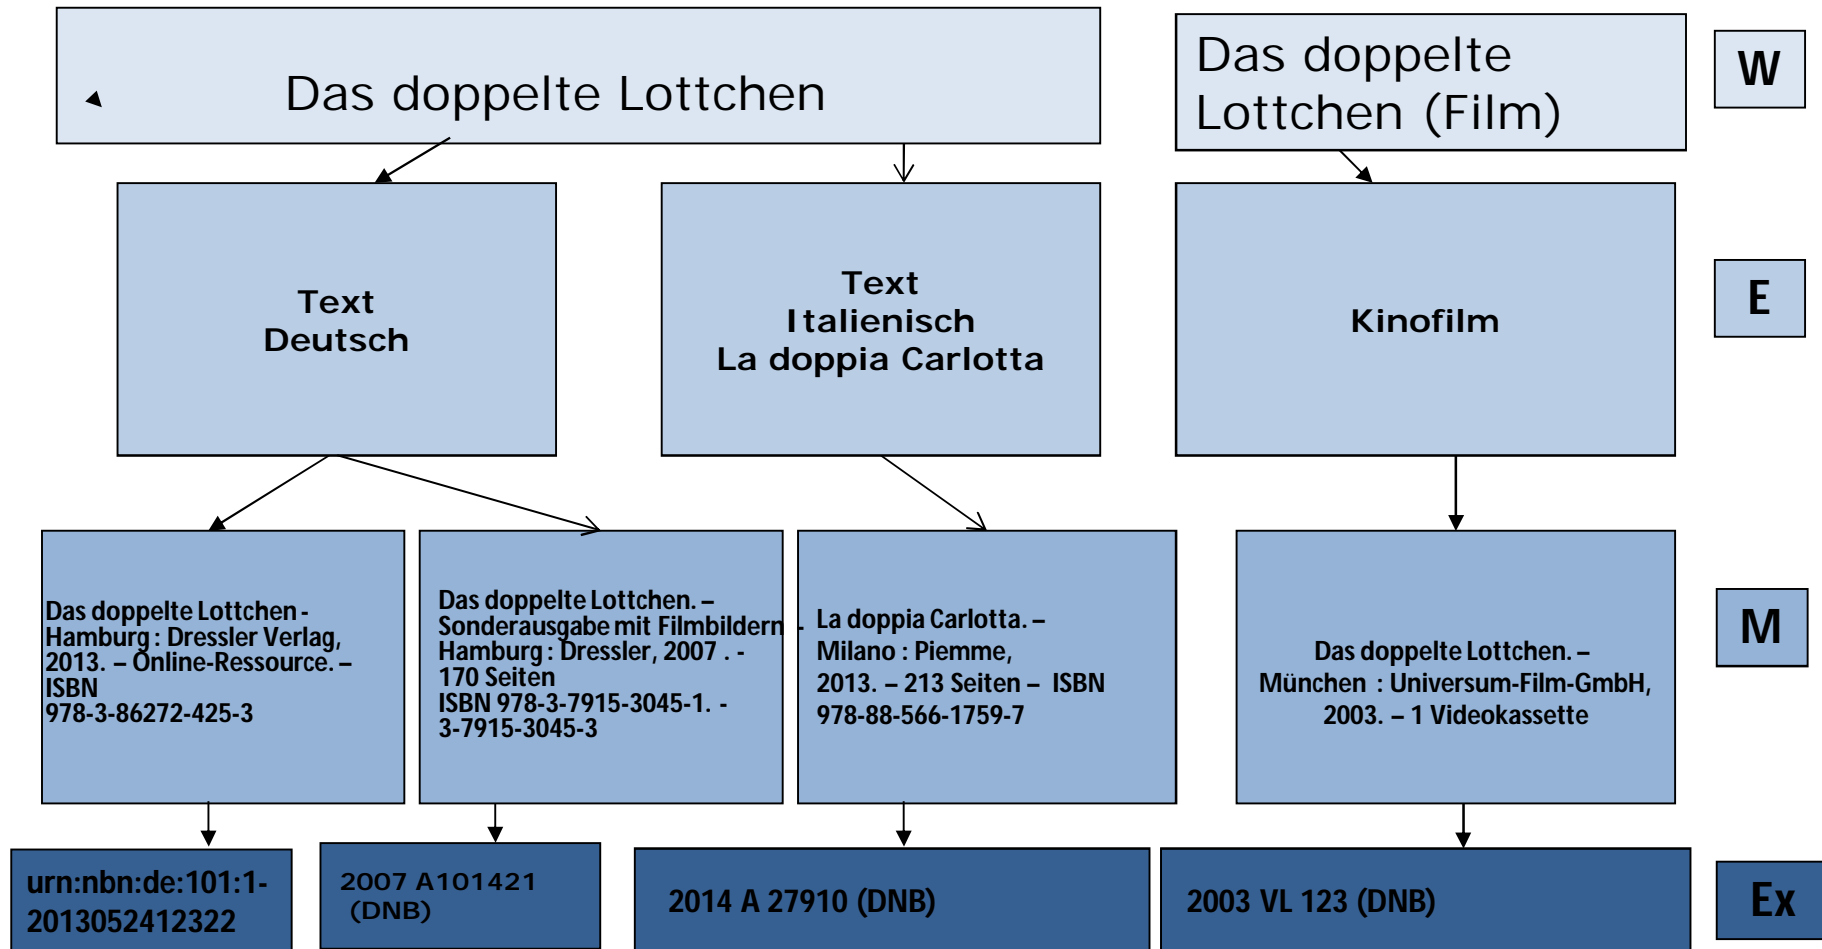 Das doppelte Lottchen
Das doppelte
Lottchen (Film)
W
Text
Deutsch
Text
Italienisch
La doppia Carlotta
Kinofilm
E
Das doppelte Lottchen -
Hamburg : Dressler Verlag,
2013. – Online-Ressource. –
ISBN
978-3-86272-425-3
Das doppelte Lottchen. –
Sonderausgabe mit Filmbildern -
Hamburg : Dressler, 2007 . -
170 Seiten
ISBN 978-3-7915-3045-1. -
3-7915-3045-3
La doppia Carlotta. –
Milano : Piemme,
2013. – 213 Seiten – ISBN
978-88-566-1759-7
Das doppelte Lottchen. –
München : Universum-Film-GmbH,
2003. – 1 Videokassette
M
urn:nbn:de:101:1-
2013052412322
2007 A101421
(DNB)
2014 A 27910 (DNB)
2003 VL 123 (DNB)
Ex